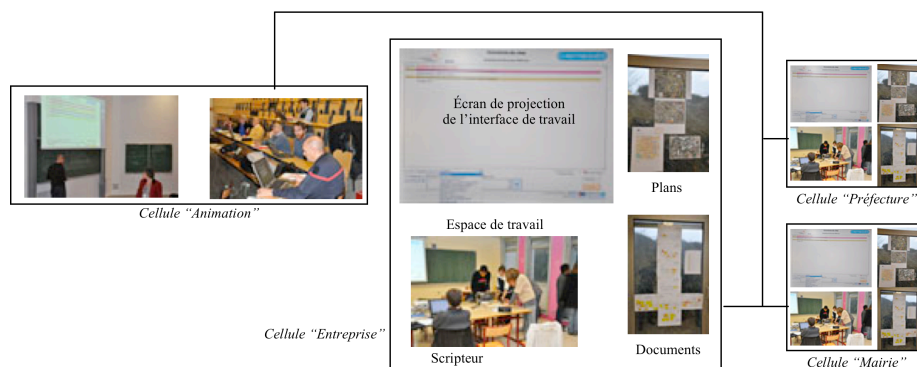 Écran de projection
de l’interface de travail
Plans
Cellule “Animation”
Cellule “Préfecture”
Espace de travail
Cellule “Entreprise”
Scripteur
Documents
Cellule “Mairie”